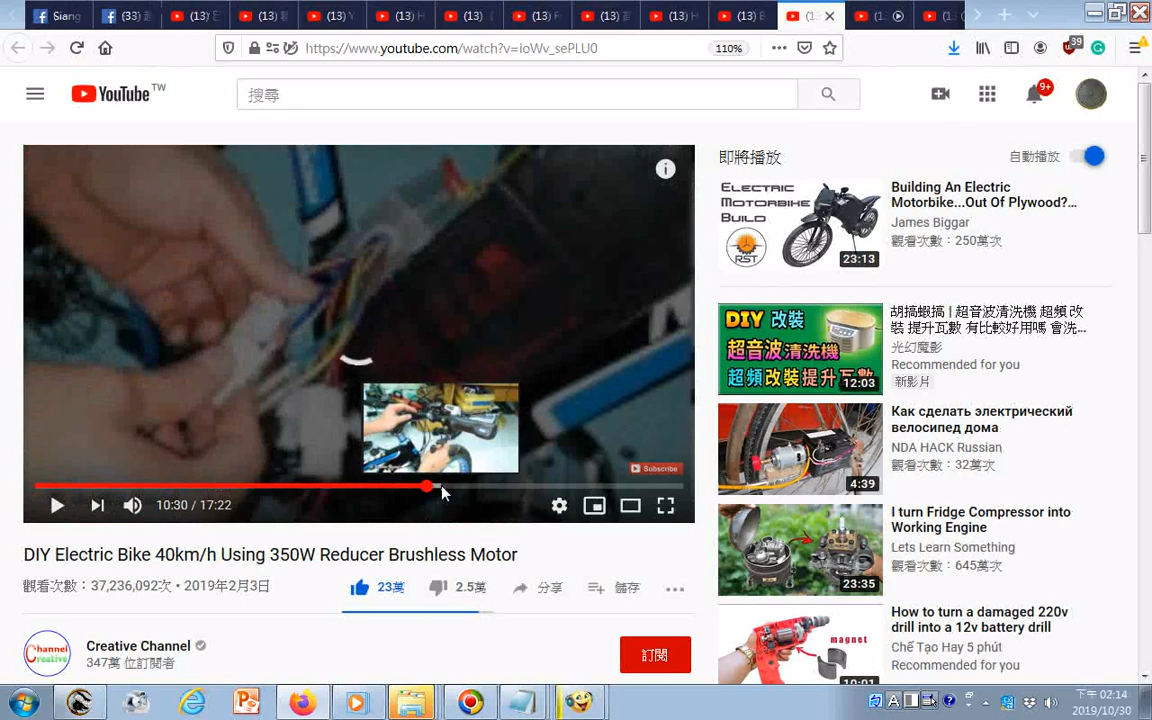 Siang
(33)
(13)
(13)
(13) Y
(13) H
(13)
(13)
(13)
(13)
(13)
https://www.youtube.com/watch?v=ioWv_sePLU0
110%
39
YouTube TW
搜尋
9+
即將播放
自動播放
ELECTRIC
MOTORBIKE
BUILD
RST
23:13
Building An Electric
Motorbike...Out Of Plywood?...
James Biggar
觀看次數：250萬次
DIY 改裝
超音波清洗機
超頻改裝提升瓦數
12:03
胡搞蝦搞 | 超音波清洗機 超頻 改
裝 提升瓦數 有比較好用嗎 會洗...
光幻魔影
Recommended for you
新影片
4:39
Как сделать электрический
велосипед дома
NDA HACK Russian
觀看次數：32萬次
23:35
I turn Fridge Compressor into
Working Engine
Lets Learn Something
觀看次數：645萬次
magnet
10:01
How to turn a damaged 220v
drill into a 12v battery drill
Chế Tạo Hay 5 phút
Recommended for you
Subscribe
10:30 / 17:22
DIY Electric Bike 40km/h Using 350W Reducer Brushless Motor
觀看次數：37,236,092次 • 2019年2月3日
23萬
2.5萬
分享
儲存
Channel
Creative
Creative Channel
347萬 位訂閱者
訂閱
A
下午 02:14
2019/10/30